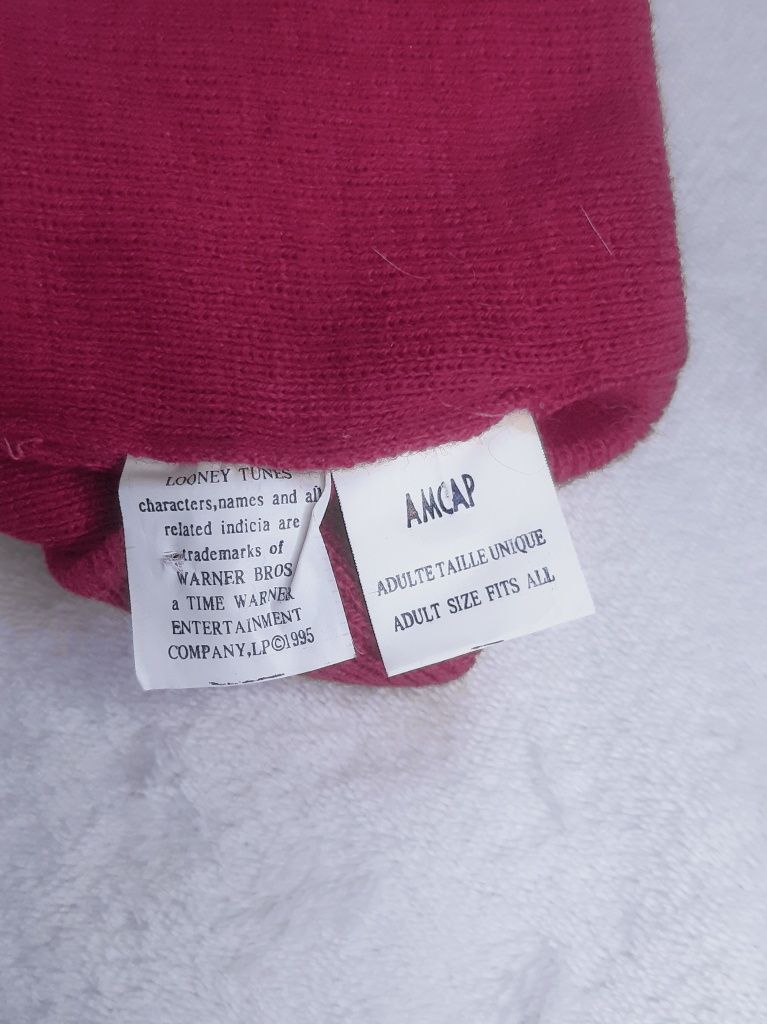 LOONEY TUNES
characters,names and all
related indicia are
trademarks of
WARNER BROS
a TIME WARNER
ENTERTAINMENT
COMPANY,LP©1995
AMCAP
ADULTE TAILLE UNIQUE
ADULT SIZE FITS ALL